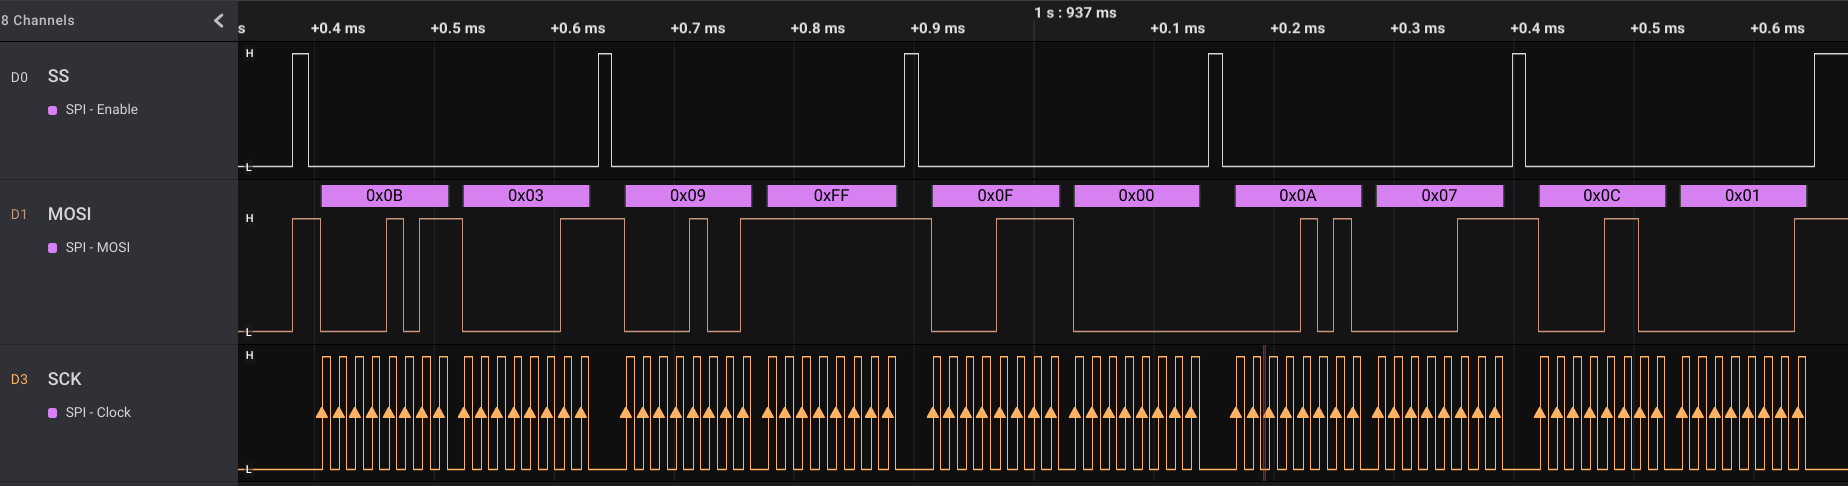 8 Channels
1 s : 937 ms
s +0.4 ms +0.5 ms +0.6 ms +0.7 ms +0.8 ms +0.9 ms +0.1 ms +0.2 ms +0.3 ms +0.4 ms +0.5 ms +0.6 ms
H
D0 SS
SPI - Enable
L
0x0B 0x03 0x09 0xFF 0x0F 0x00 0x0A 0x07 0x0C 0x01
D1 MOSI H
SPI - MOSI
L
H
D3 SCK
SPI - Clock
L